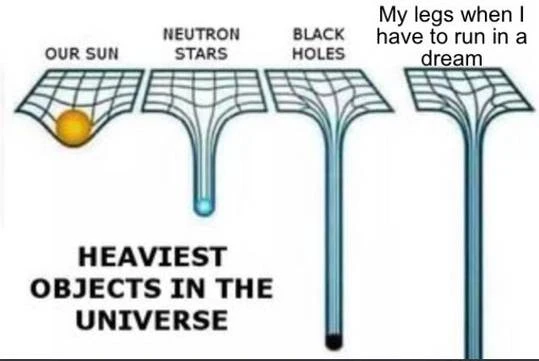 OUR SUN
NEUTRON
STARS
BLACK
HOLES
My legs when I
have to run in a
dream
HEAVIEST
OBJECTS IN THE
UNIVERSE